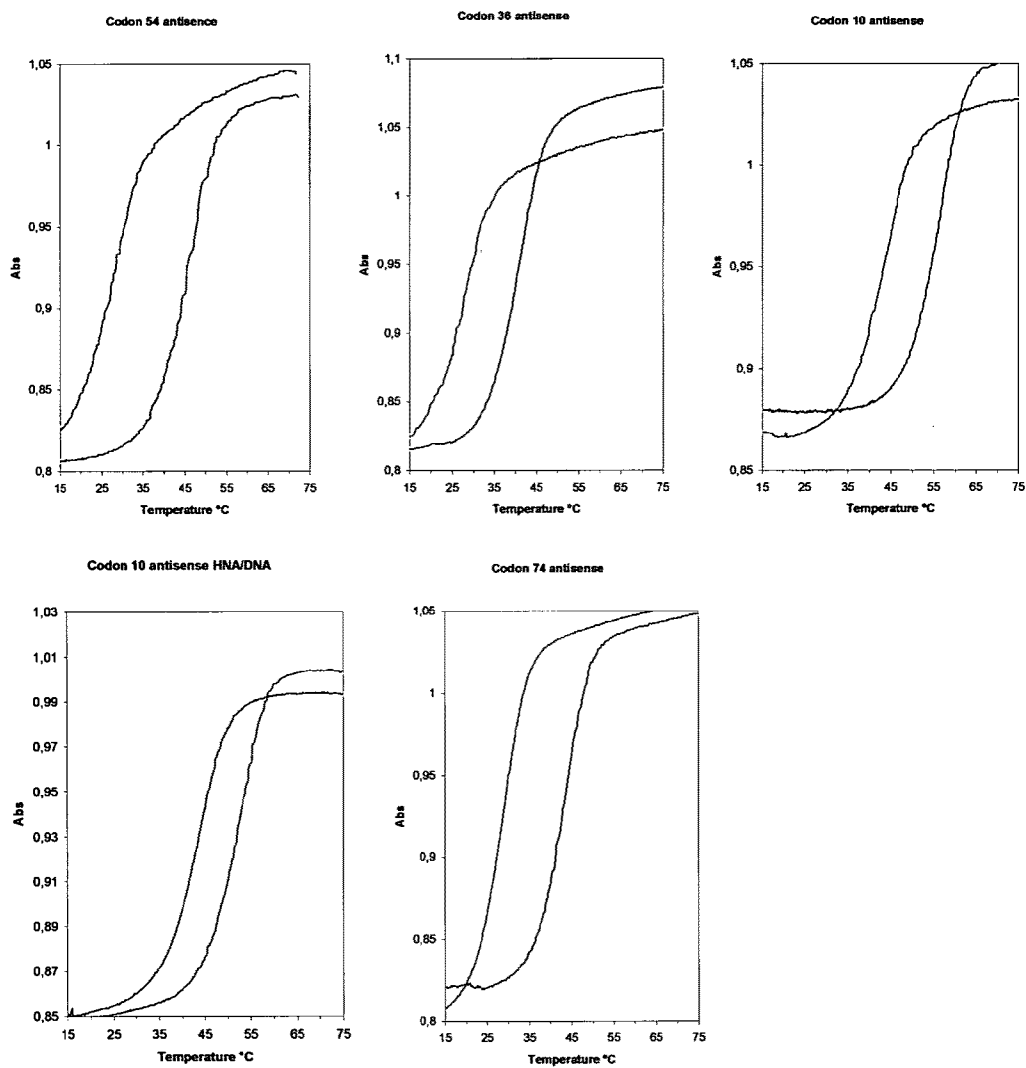 Codon 54 antisence
Codon 36 antisense
Codon 10 antisense
1,05
1
0,95
0,9
0,85
0,8
Abs
15 25 35 45 55 65 75
Temperature °C
1,1
1,05
1
0,95
0,9
0,85
0,8
Abs
15 25 35 45 55 65 75
Temperature °C
1,05
1
0,95
0,9
0,85
Abs
15 25 35 45 55 65 75
Temperature °C
Codon 10 antisense HNA/DNA
Codon 74 antisense
1,03
1,01
0,99
0,97
0,95
0,93
0,91
0,89
0,87
0,85
Abs
15 25 35 45 55 65 75
Temperature °C
1,05
1
0,95
0,9
0,85
0,8
Abs
15 25 35 45 55 65 75
Temperature °C